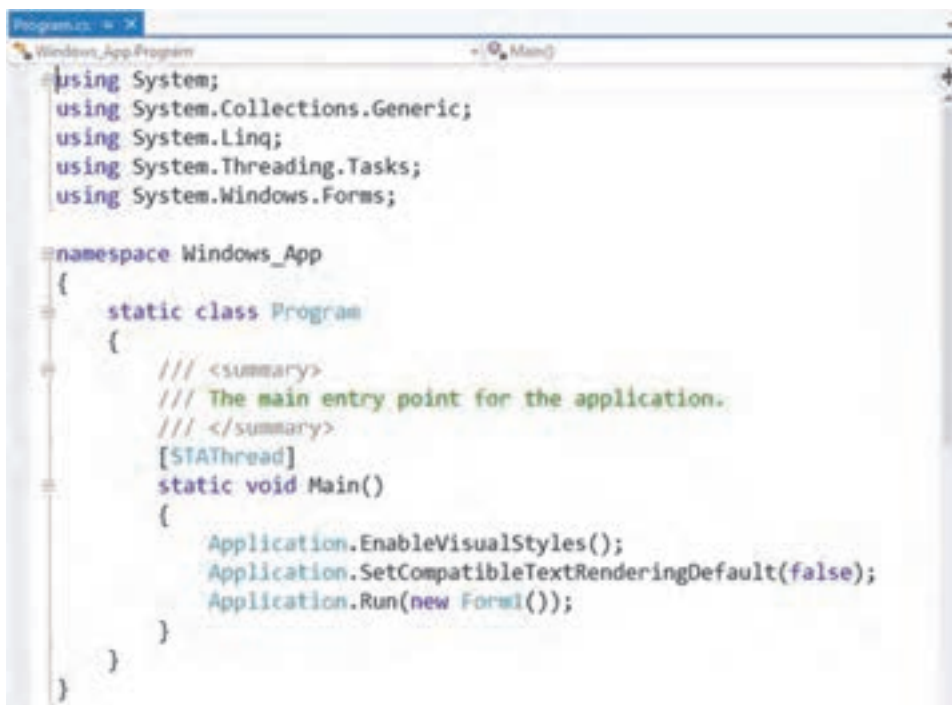 Program.cs
Windows_App.Program Main()
using System;
using System.Collections.Generic;
using System.Linq;
using System.Threading.Tasks;
using System.Windows.Forms;
namespace Windows_App
{
static class Program
{
/// <summary>
/// The main entry point for the application.
/// </summary>
[STAThread]
static void Main()
{
Application.EnableVisualStyles();
Application.SetCompatibleTextRenderingDefault(false);
Application.Run(new Form1());
}
}
}